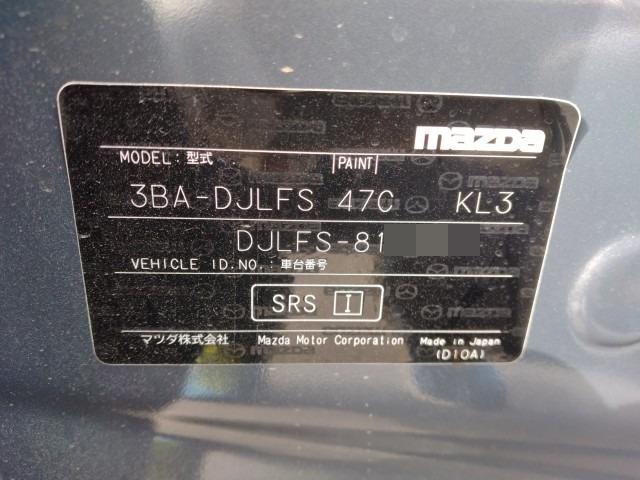 mazda
MODEL:型式 PAINT
3BA-DJLFS 47C KL3
DJLFS-81
VEHICLE ID.NO.:車台番号
SRS I
マツダ株式会社 Mazda Motor Corporation Made in Japan
(D10A)